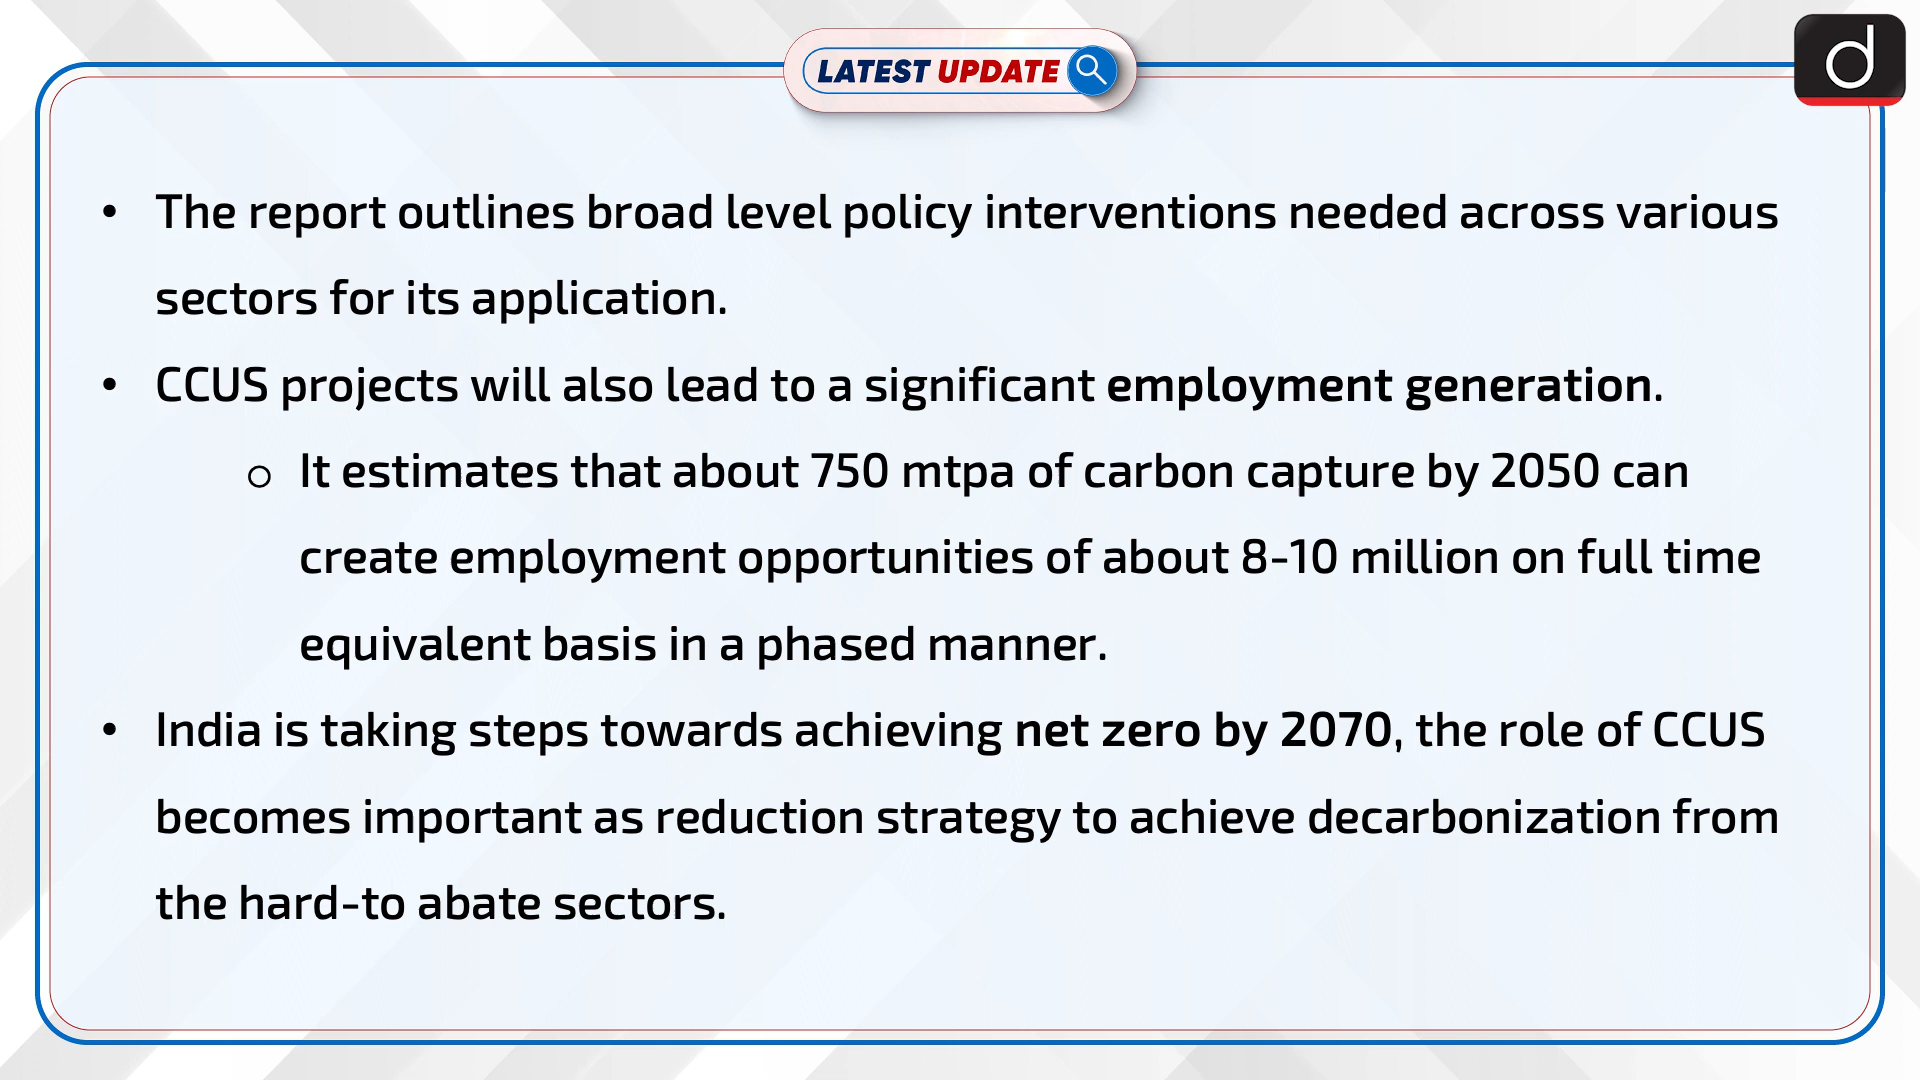 LATEST UPDATE
d
• The report outlines broad level policy interventions needed across various
sectors for its application.
• CCUS projects will also lead to a significant employment generation.
o It estimates that about 750 mtpa of carbon capture by 2050 can
create employment opportunities of about 8-10 million on full time
equivalent basis in a phased manner.
• India is taking steps towards achieving net zero by 2070, the role of CCUS
becomes important as reduction strategy to achieve decarbonization from
the hard-to abate sectors.